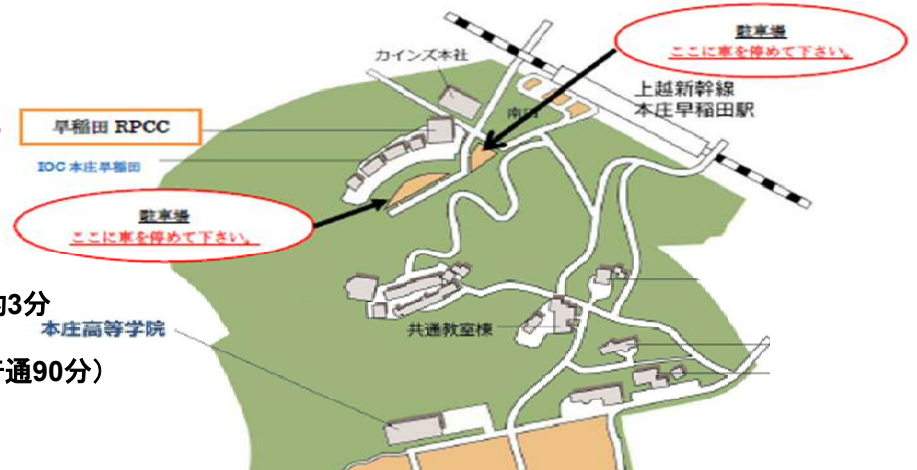 駐車場
ここに車を停めて下さい。
カインズ本社
上越新幹線
本庄早稲田駅
早稲田 RPCC
IOC 本庄早稲田
駐車場
ここに車を停めて下さい。
3分
本庄高等学院
共通教室棟
通90分）